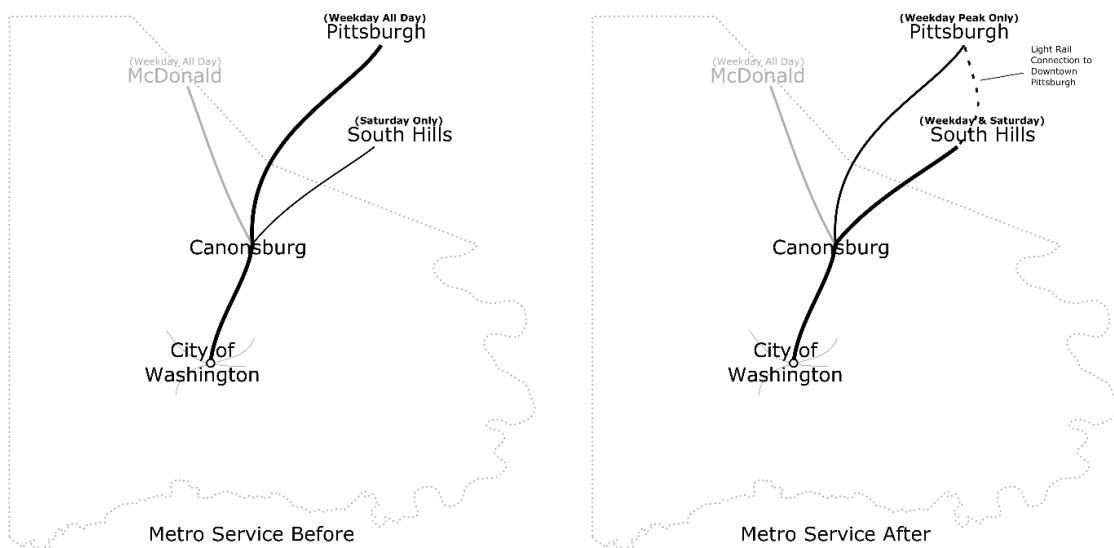 (Weekday All Day)
Pittsburgh
(Weekday All Day)
McDonald
(Saturday Only)
South Hills
Canonsburg
City of
Washington
Metro Service Before
(Weekday Peak Only)
Pittsburgh
Light Rail
Connection to
Downtown
Pittsburgh
(Weekday All Day)
McDonald
(Weekday & Saturday)
South Hills
Canonsburg
City of
Washington
Metro Service After